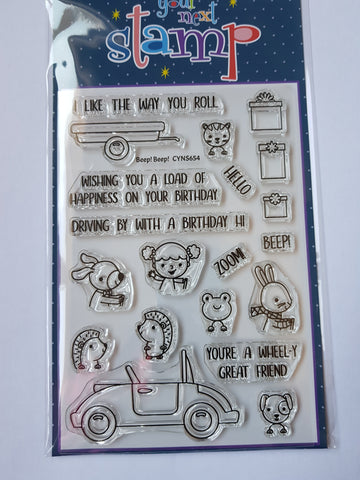 your next
stamp
I LIKE THE WAY YOU ROLL
Beep! Beep! CYNS654
WISHING YOU A LOAD OF
HAPPINESS ON YOUR BIRTHDAY
HELLO
DRIVING BY WITH A BIRTHDAY HI
BEEP!
ZOOM!
YOU'RE A WHEEL-Y
GREAT FRIEND